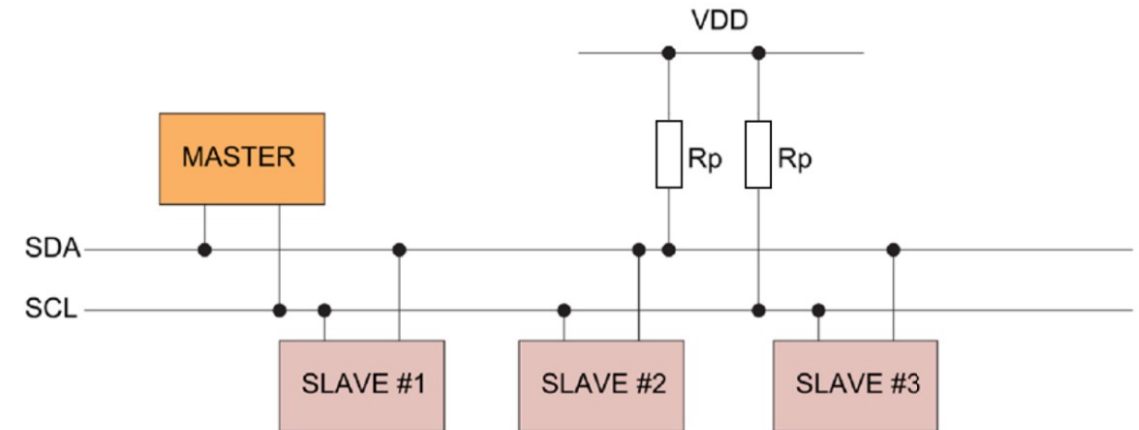 VDD
MASTER
Rp
Rp
SDA
SCL
SLAVE #1
SLAVE #2
SLAVE #3